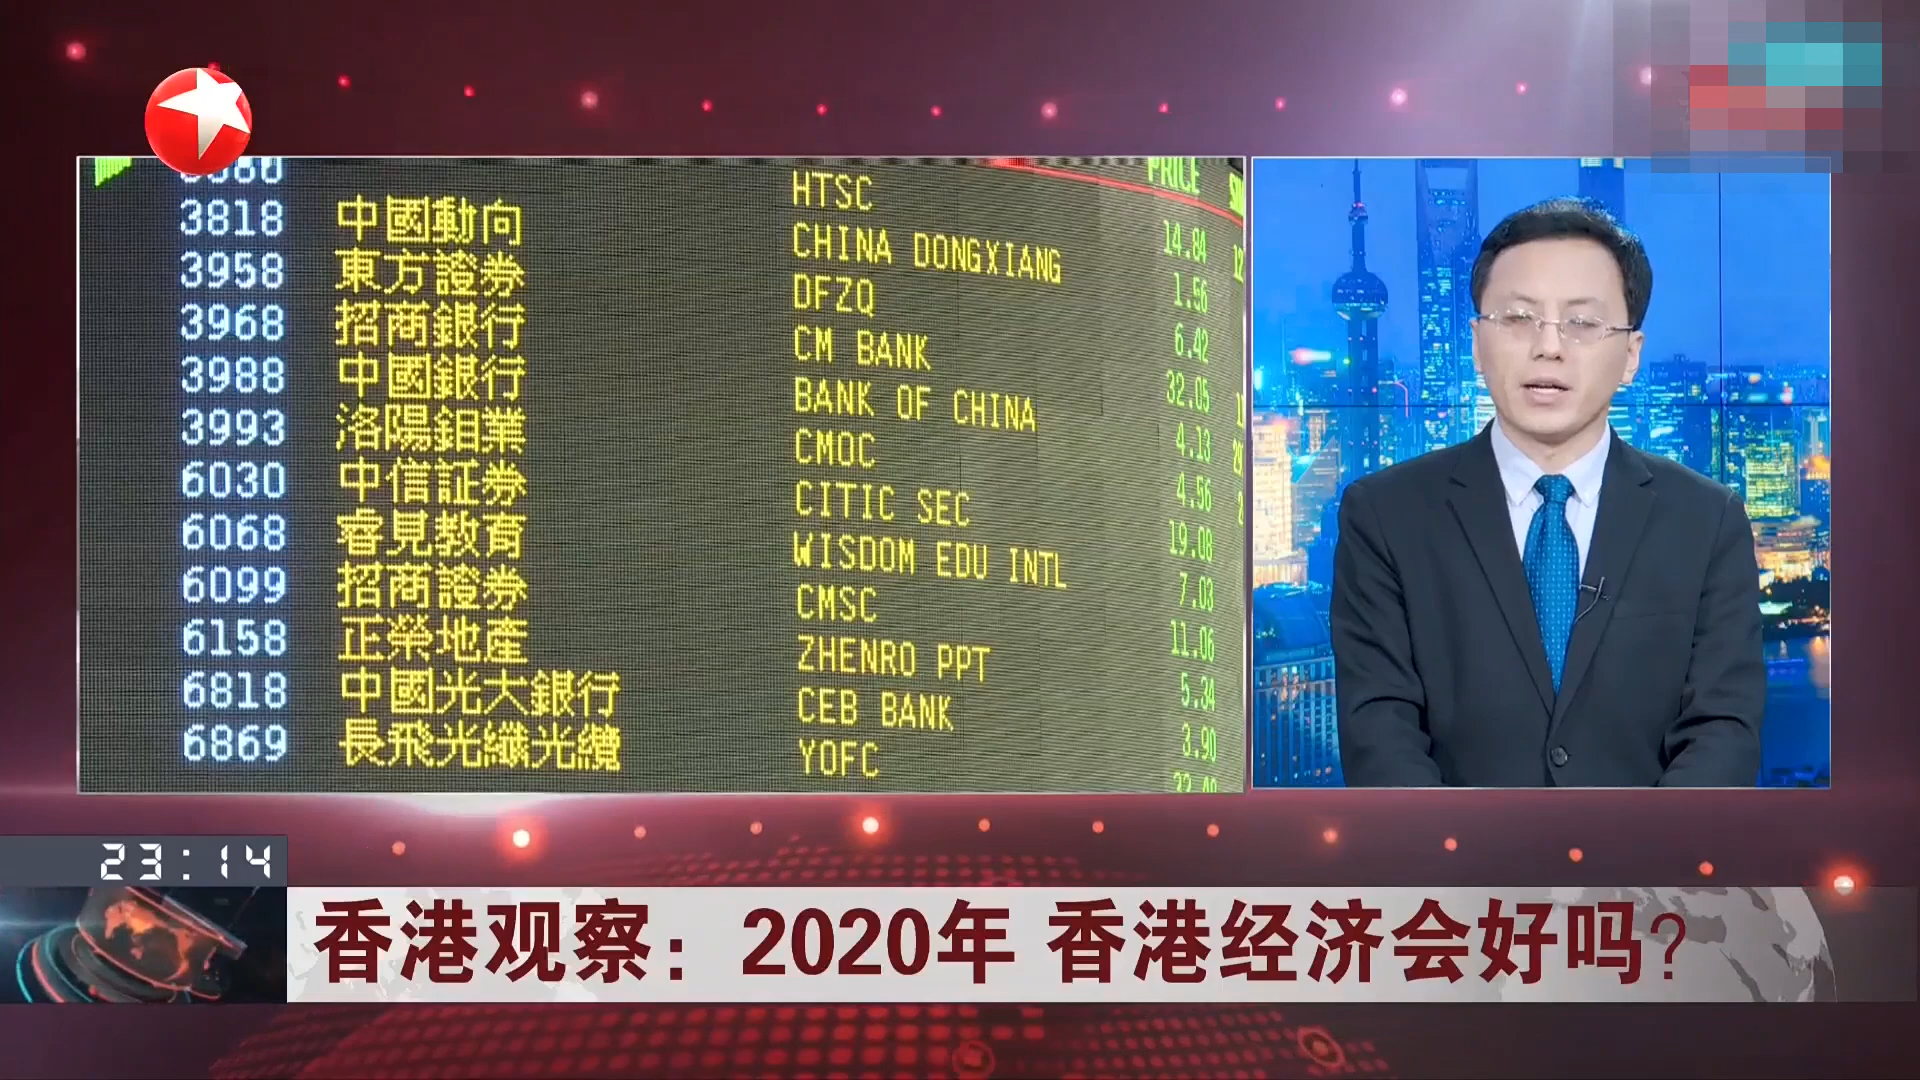 PRICE
HTSC 14.84
3818 中國動向 CHINA DONGXIANG 1.56
3958 東方證券 DFZQ 6.42
3968 招商銀行 CM BANK 32.05
3988 中國銀行 BANK OF CHINA 4.13
3993 洛陽鉬業 CMOC 4.56
6030 中信証券 CITIC SEC 19.08
6068 睿見教育 WISDOM EDU INTL 7.03
6099 招商證券 CMSC 11.06
6158 正榮地產 ZHENRO PPT 5.34
6818 中國光大銀行 CEB BANK 3.90
6869 長飛光纖光纜 YOFC
23:14
香港观察：2020年 香港经济会好吗？